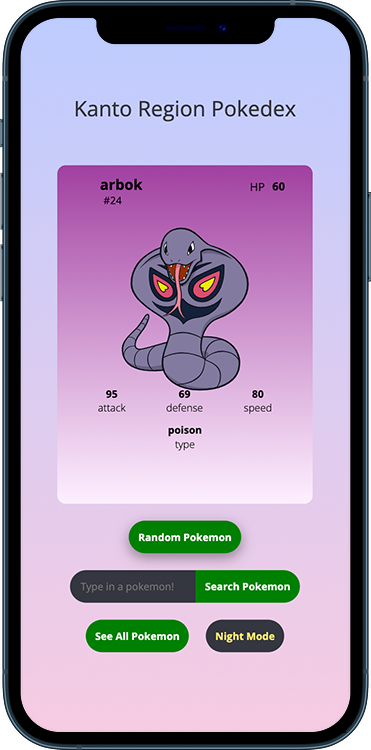 Kanto Region Pokedex
arbok HP 60
#24
95 69 80
attack defense speed
poison
type
Random Pokemon
Type in a pokemon! Search Pokemon
See All Pokemon Night Mode